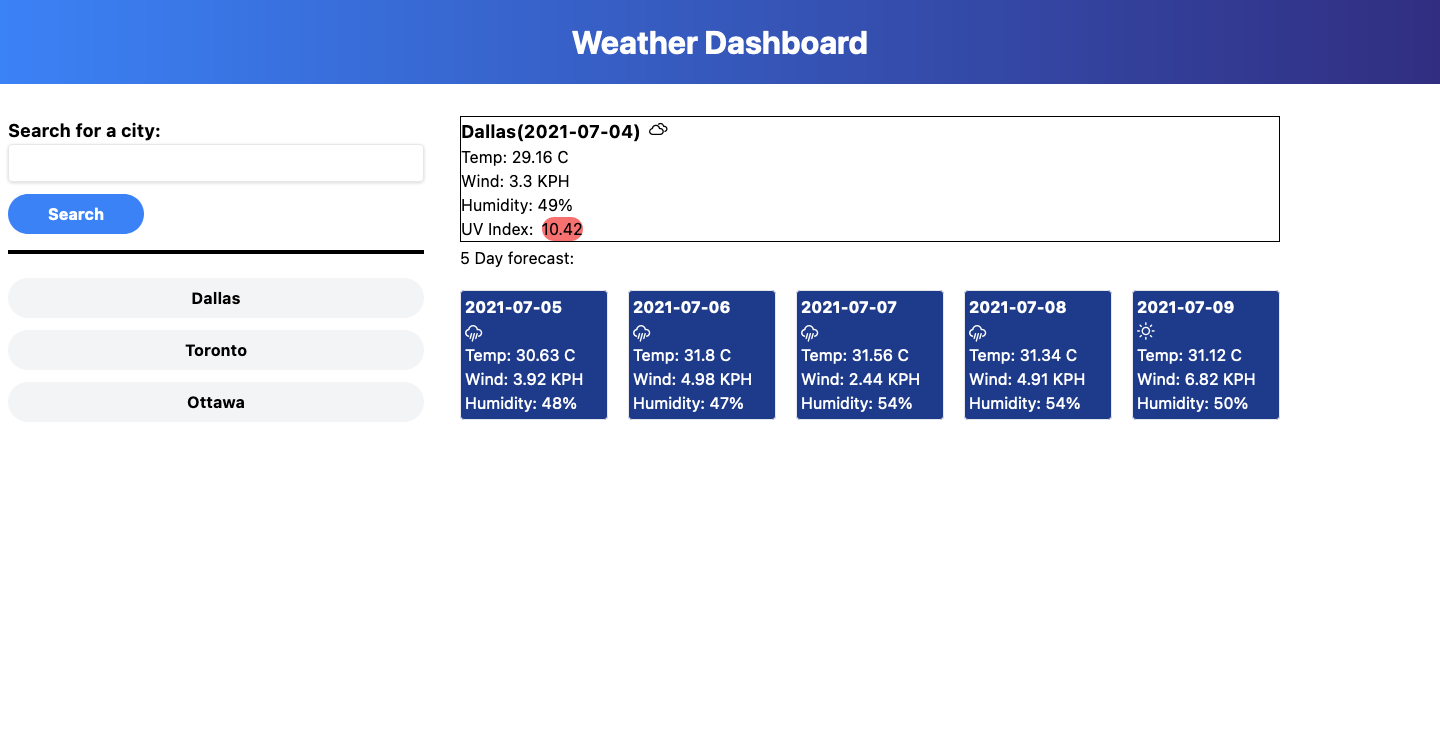 Weather Dashboard
Search for a city:
Search
Dallas
Toronto
Ottawa
Dallas(2021-07-04)
Temp: 29.16 C
Wind: 3.3 KPH
Humidity: 49%
UV Index: 10.42
5 Day forecast:
2021-07-05
Temp: 30.63 C
Wind: 3.92 KPH
Humidity: 48%
2021-07-06
Temp: 31.8 C
Wind: 4.98 KPH
Humidity: 47%
2021-07-07
Temp: 31.56 C
Wind: 2.44 KPH
Humidity: 54%
2021-07-08
Temp: 31.34 C
Wind: 4.91 KPH
Humidity: 54%
2021-07-09
Temp: 31.12 C
Wind: 6.82 KPH
Humidity: 50%